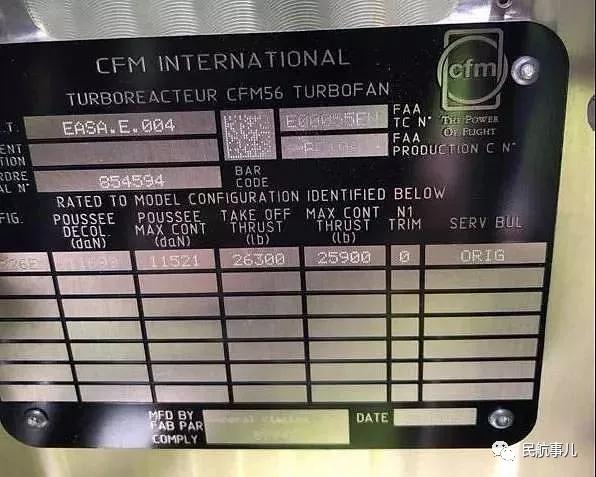 CFM INTERNATIONAL
TURBOREACTEUR CFM56 TURBOFAN
cfm
THE POWER
OF FLIGHT
.T. EASA.E.004 E00055EN FAA
TC N°
FAA
PRODUCTION C N°
854594 BAR
CODE
RATED TO MODEL CONFIGURATION IDENTIFIED BELOW
FIG. POUSSEE DECOL. (daN) POUSSEE MAX CONT (daN) TAKE OFF THRUST (lb) MAX CONT THRUST (lb) N1 TRIM SERV BUL
11521 26300 25900 0 ORIG
MFD BY
FAB PAR
COMPLY
DATE
民航事儿